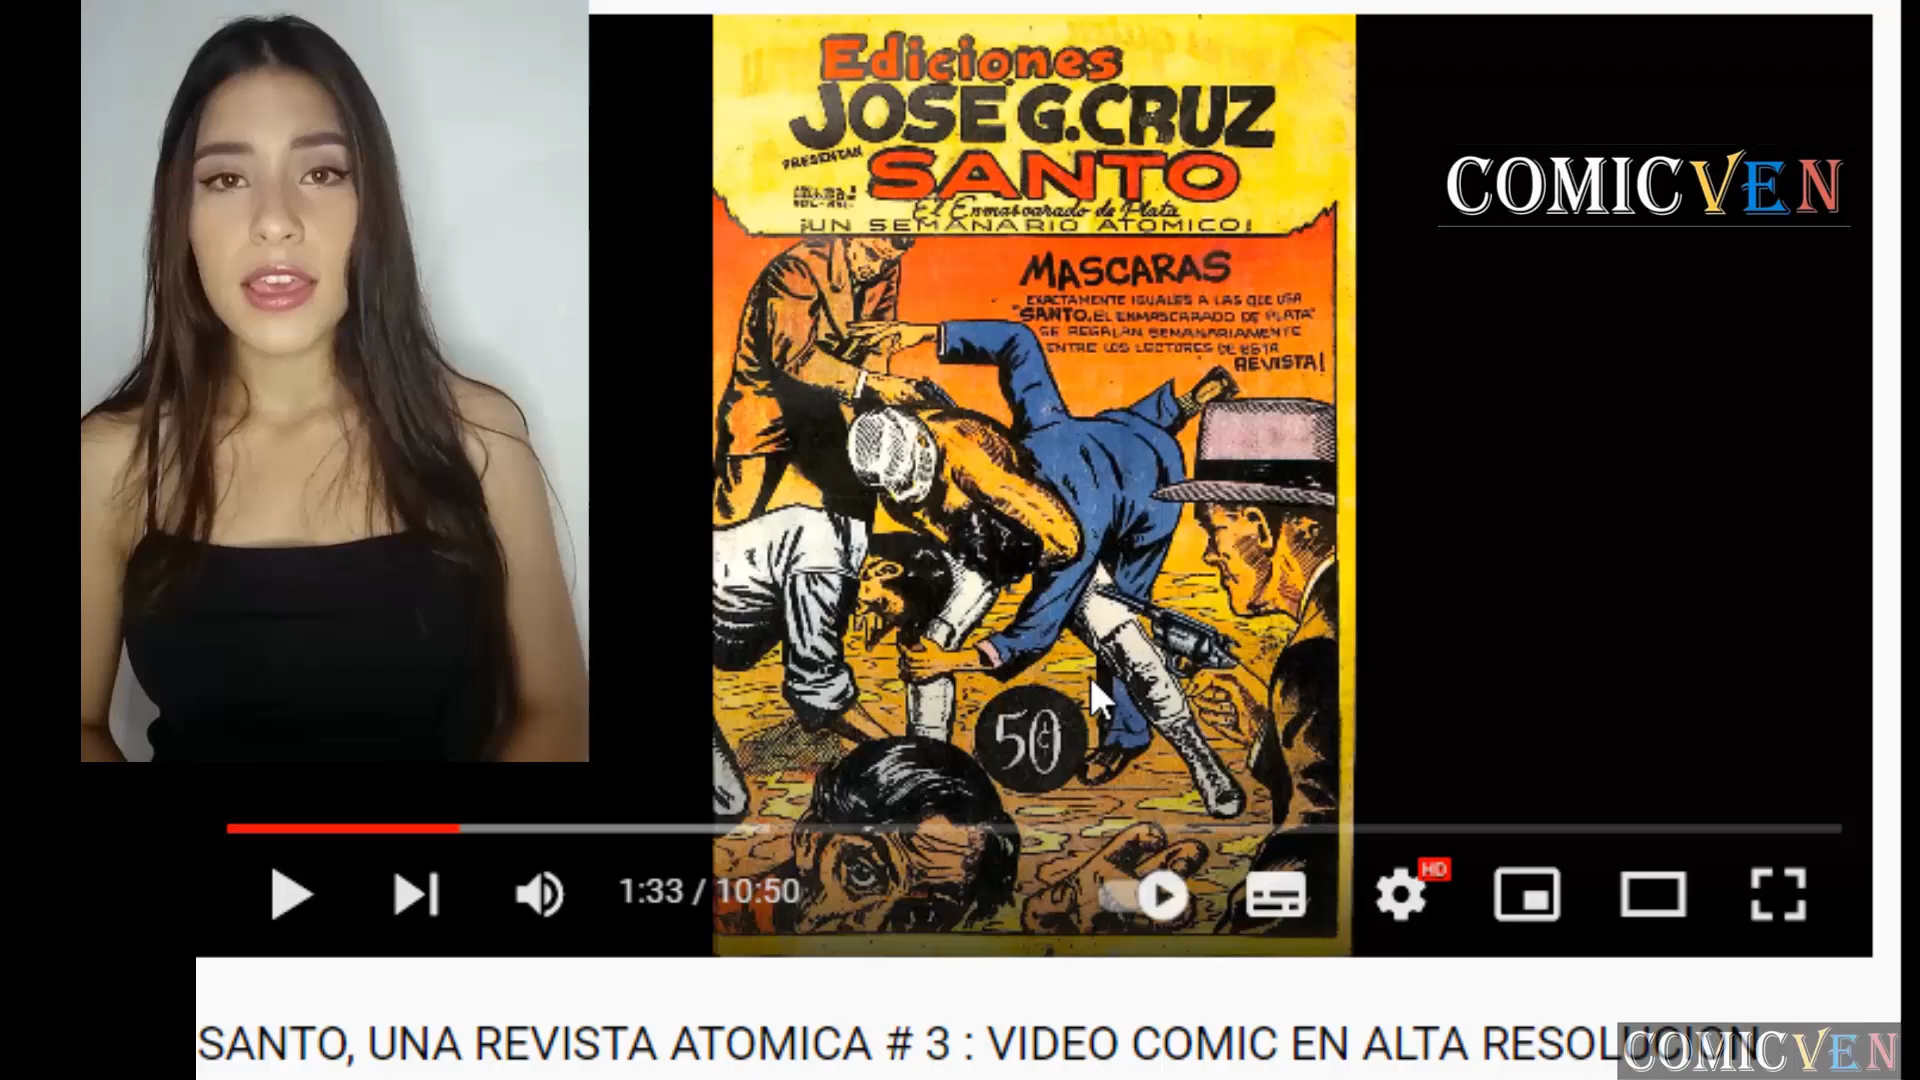 Ediciones
JOSE G. CRUZ
PRESENTAN
SANTO
El Enmascarado de Plata
¡UN SEMANARIO ATOMICO!
MASCARAS
EXACTAMENTE IGUALES A LAS QUE USA
"SANTO, EL ENMASCARADO DE PLATA"
SE REGALAN SEMANARIAMENTE
ENTRE LOS LECTORES DE ESTA
REVISTA!
50¢
COMICVEN
1:33 / 10:50
HD
SANTO, UNA REVISTA ATOMICA # 3 : VIDEO COMIC EN ALTA RESOLUCION
COMICVEN